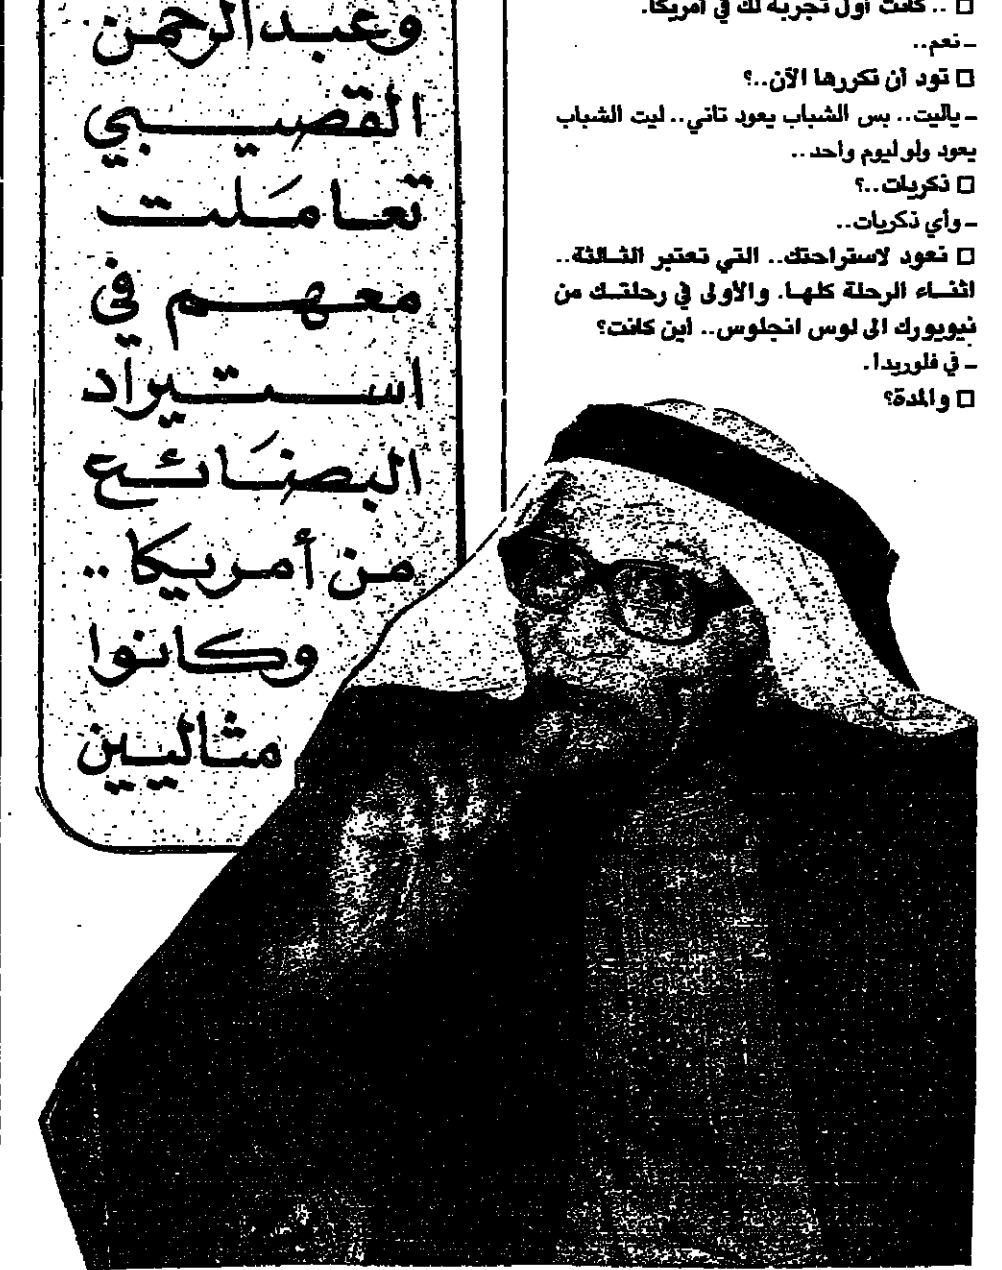 □ .. كانت أول تجربة لك في أمريكا.
ـ نعم..
□ تود أن تكررها الآن..؟
ـ ياليت.. بس الشباب يعود تاني.. ليت الشباب
يعود ولو ليوم واحد..
□ ذكريات..؟
ـ وأي ذكريات..
□ نعود لاستراحتك.. التي تعتبر الثالثة..
اثناء الرحلة كلها. والأولى في رحلتك من
نيويورك الى لوس انجلوس.. أين كانت؟
ـ في فلوريدا.
□ والمدة؟
وعبدالرحمن
القصيبي
تعاملت
معهم في
استيراد
البضائع
من أمريكا ..
وكانوا
مثاليين